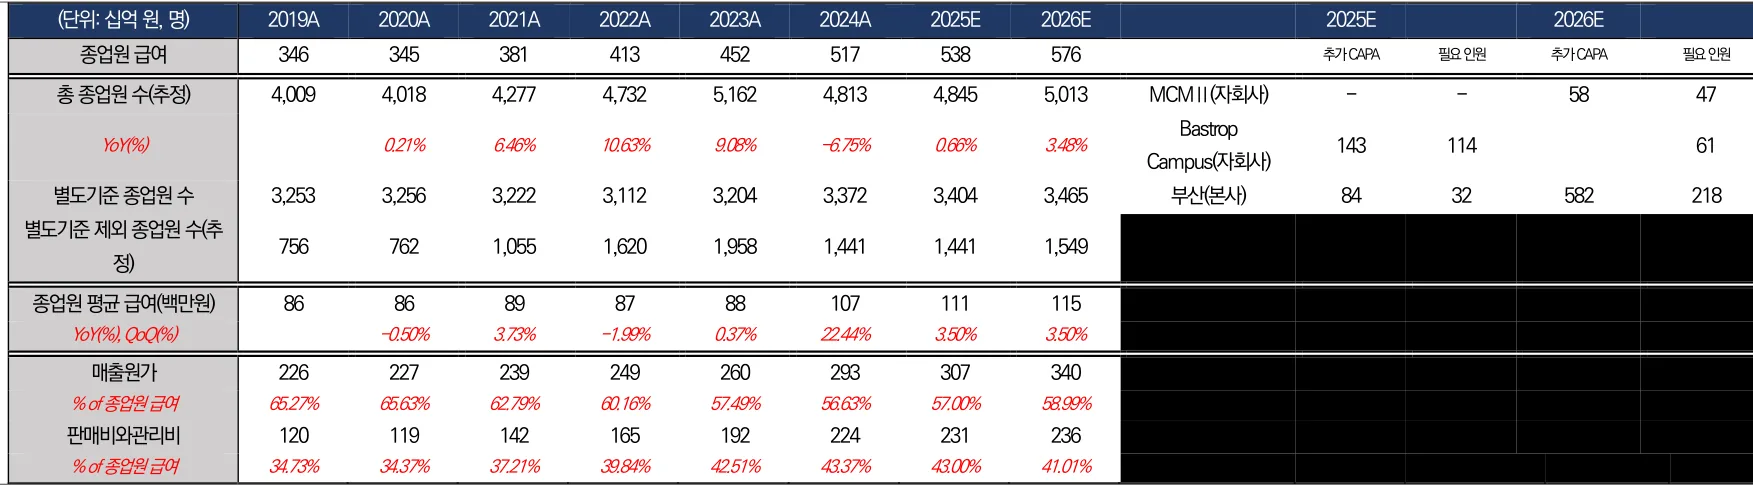 (단위: 십억 원, 명) 2019A 2020A 2021A 2022A 2023A 2024A 2025E 2026E 2025E 2026E
종업원 급여 346 345 381 413 452 517 538 576 추가 CAPA 필요 인원 추가 CAPA 필요 인원
총 종업원 수(추정) 4,009 4,018 4,277 4,732 5,162 4,813 4,845 5,013 MCMⅡ(자회사) - - 58 47
YoY(%) 0.21% 6.46% 10.63% 9.08% -6.75% 0.66% 3.48% Bastrop
Campus(자회사) 143 114 61
별도기준 종업원 수 3,253 3,256 3,222 3,112 3,204 3,372 3,404 3,465 부산(본사) 84 32 582 218
별도기준 제외 종업원 수(추
정) 756 762 1,055 1,620 1,958 1,441 1,441 1,549
종업원 평균 급여(백만원) 86 86 89 87 88 107 111 115
YoY(%), QoQ(%) -0.50% 3.73% -1.99% 0.37% 22.44% 3.50% 3.50%
매출원가 226 227 239 249 260 293 307 340
% of 종업원 급여 65.27% 65.63% 62.79% 60.16% 57.49% 56.63% 57.00% 58.99%
판매비와관리비 120 119 142 165 192 224 231 236
% of 종업원 급여 34.73% 34.37% 37.21% 39.84% 42.51% 43.37% 43.00% 41.01%